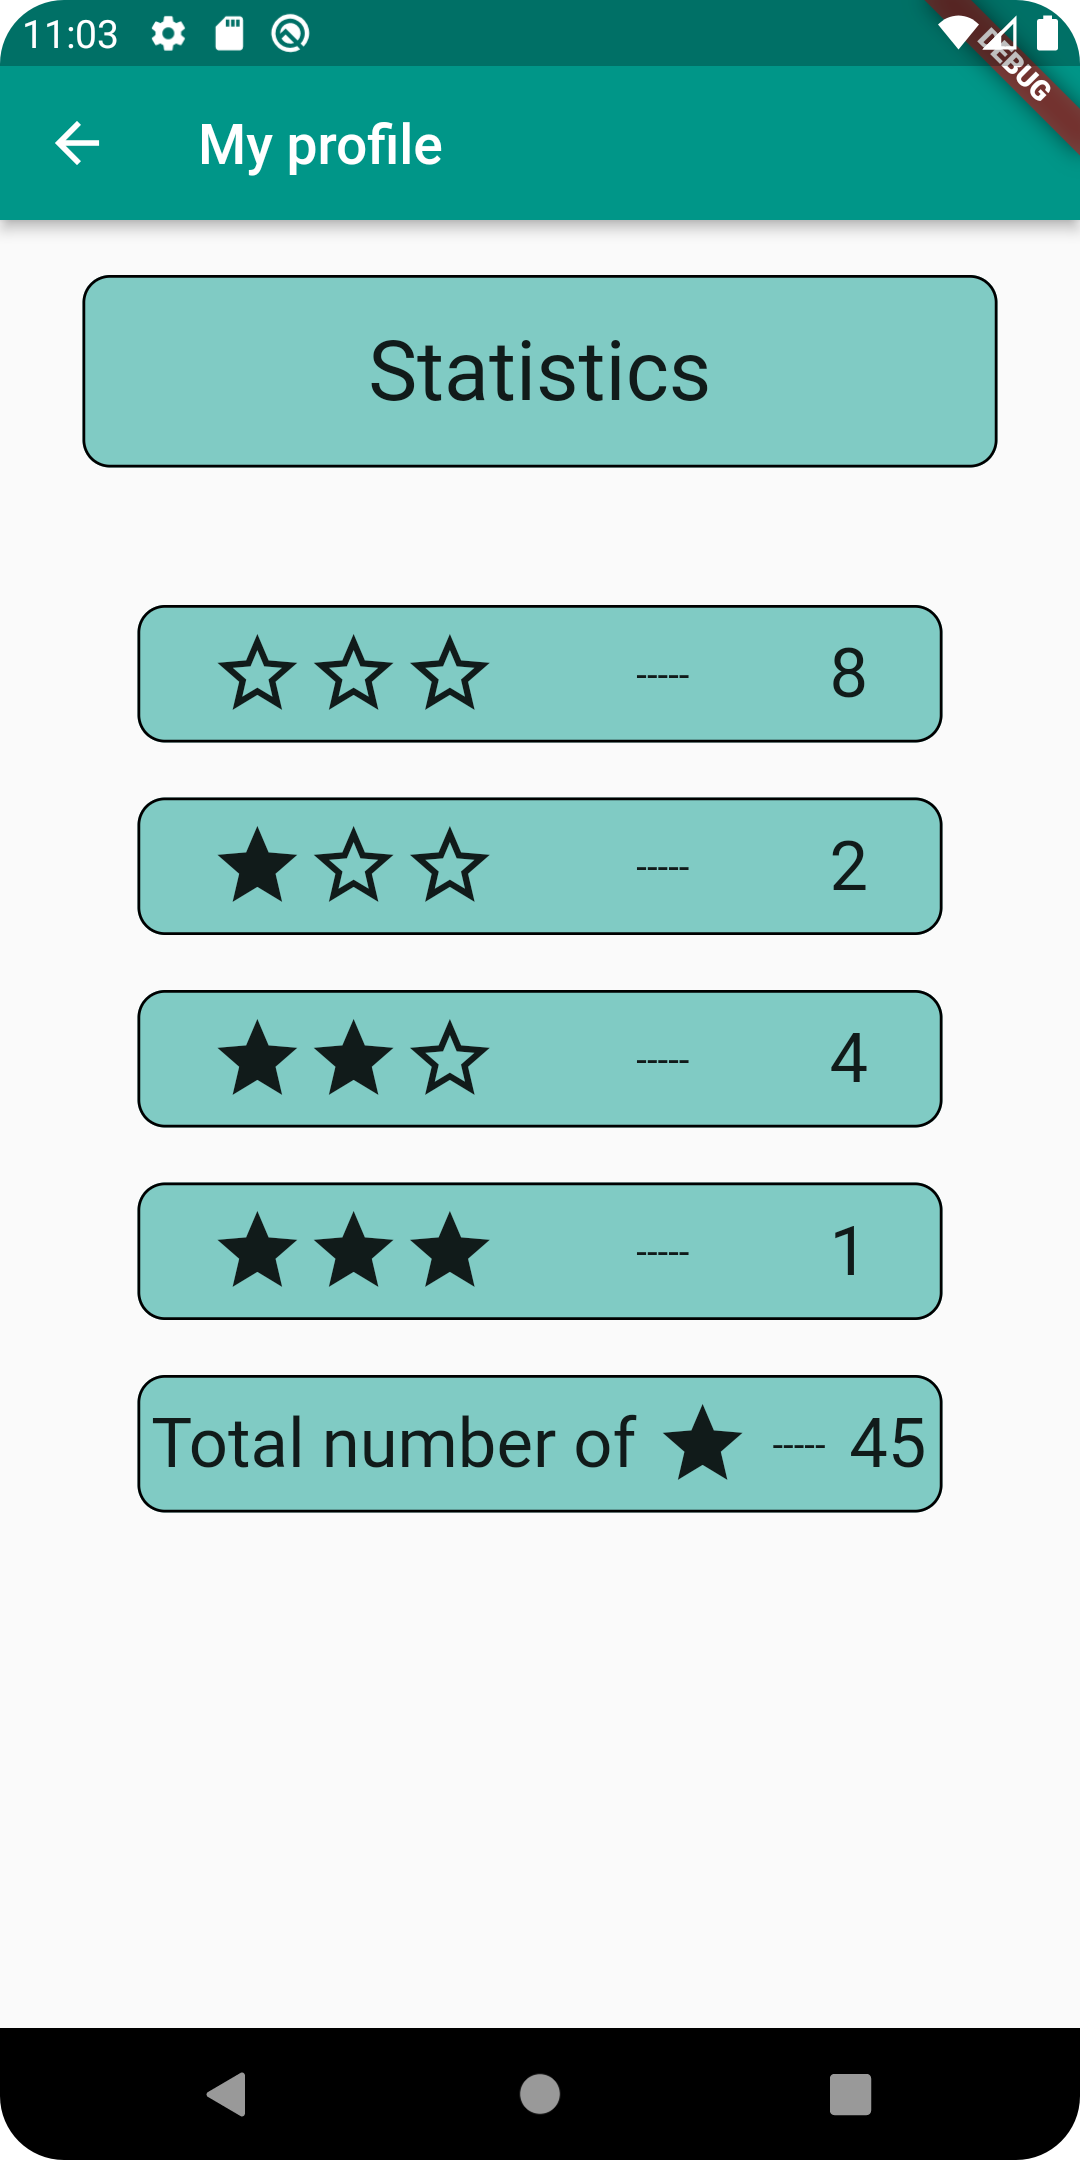 11:03
DEBUG
My profile
Statistics
----- 8
----- 2
----- 4
----- 1
Total number of ----- 45